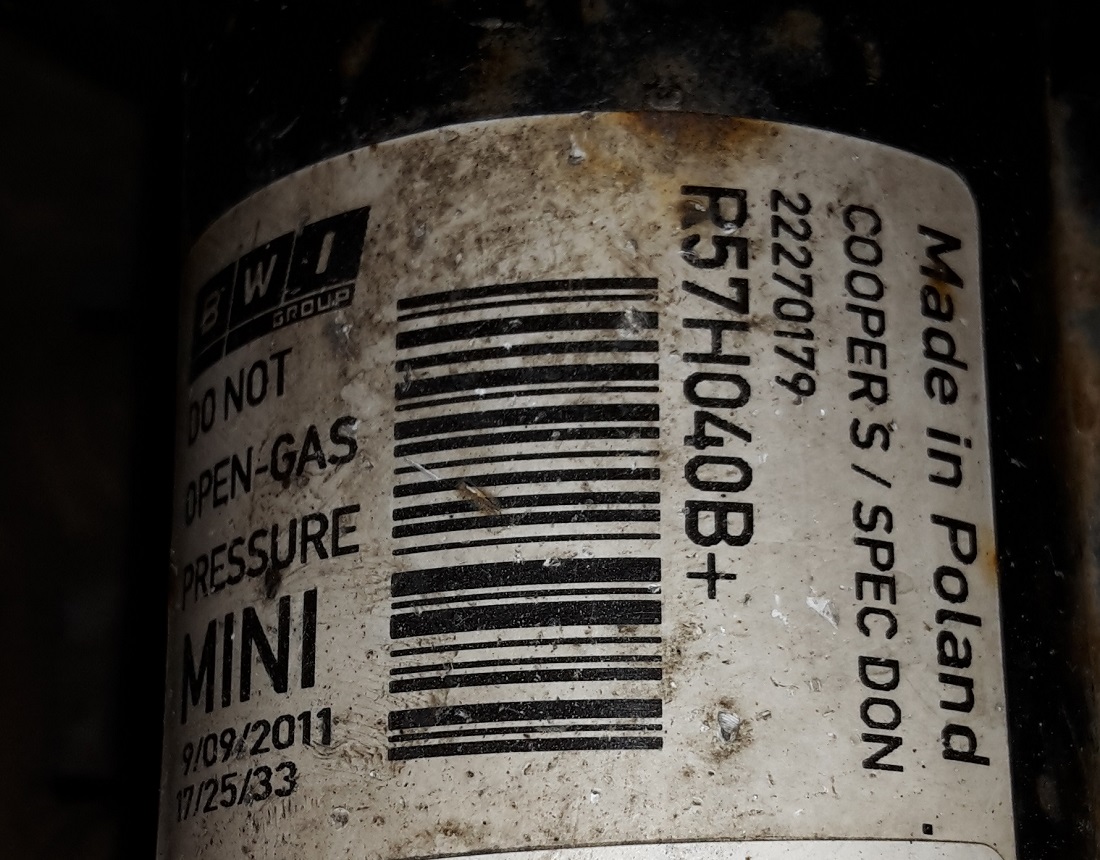 BWI
GROUP
DO NOT
OPEN-GAS
PRESSURE
MINI
9/09/2011
17/25/33
R57H040B+
22270179
COOPER S / SPEC DON
Made in Poland